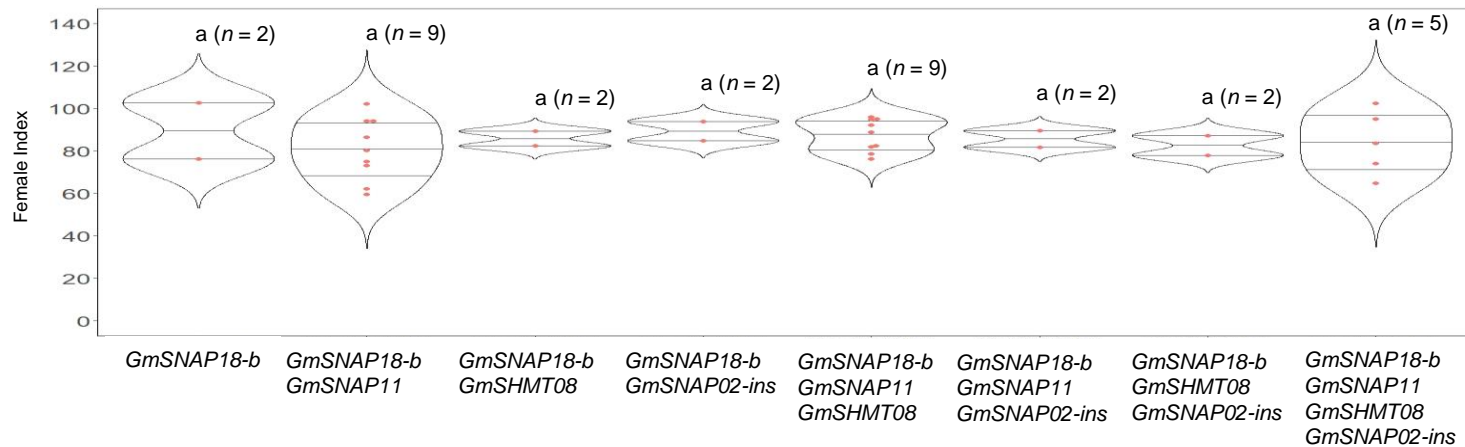 140
120
100
80
60
40
20
0
Female Index
a (n = 2)
a (n = 9)
a (n = 2)
a (n = 2)
a (n = 9)
a (n = 2)
a (n = 2)
a (n = 5)
GmSNAP18-b
GmSNAP18-b
GmSNAP11
GmSNAP18-b
GmSHMT08
GmSNAP18-b
GmSNAP02-ins
GmSNAP18-b
GmSNAP11
GmSHMT08
GmSNAP18-b
GmSNAP11
GmSNAP02-ins
GmSNAP18-b
GmSHMT08
GmSNAP02-ins
GmSNAP18-b
GmSNAP11
GmSHMT08
GmSNAP02-ins